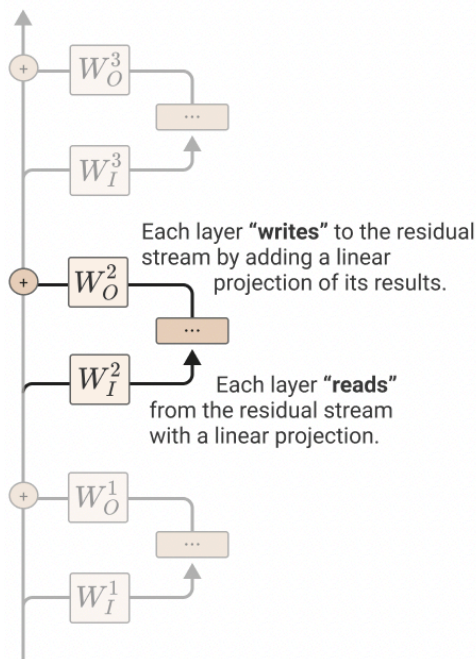 +
W_O^3
...
W_I^3
Each layer “writes” to the residual
stream by adding a linear
projection of its results.
+
W_O^2
...
W_I^2
Each layer “reads”
from the residual stream
with a linear projection.
+
W_O^1
...
W_I^1